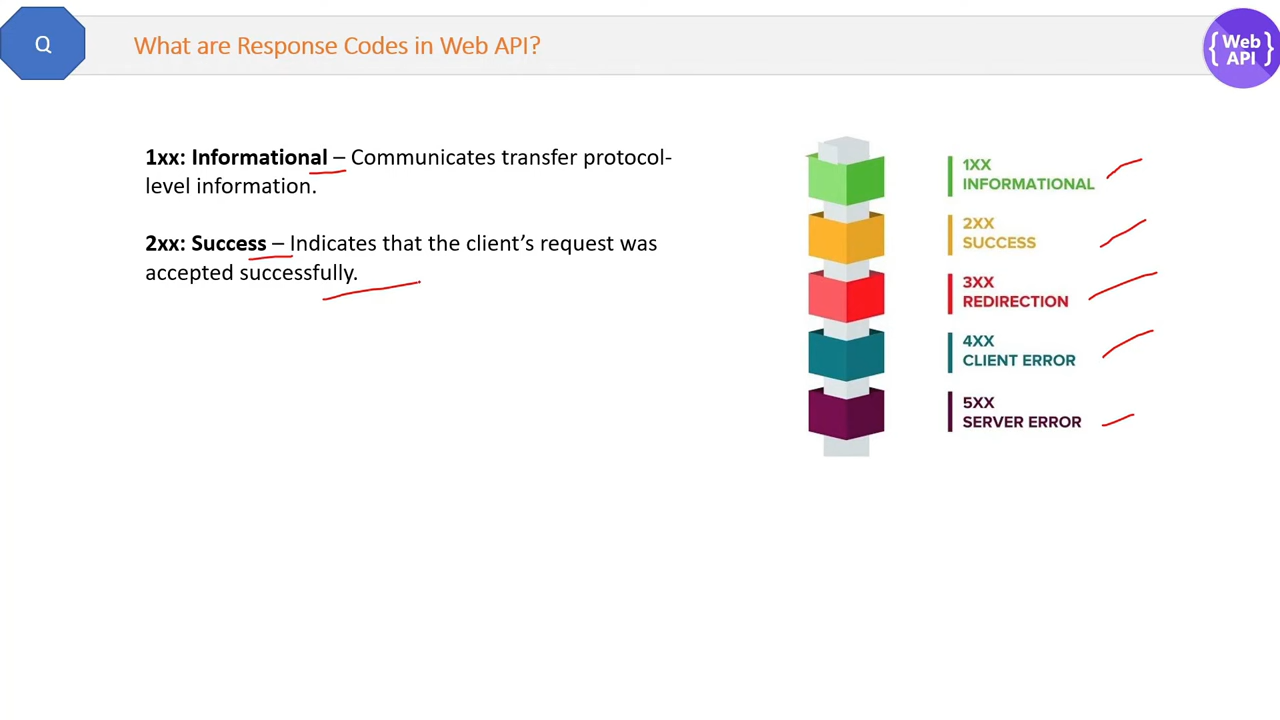 Q
What are Response Codes in Web API?
{Web
API}
1xx: Informational – Communicates transfer protocol-
level information.
2xx: Success – Indicates that the client’s request was
accepted successfully.
1XX
INFORMATIONAL
2XX
SUCCESS
3XX
REDIRECTION
4XX
CLIENT ERROR
5XX
SERVER ERROR